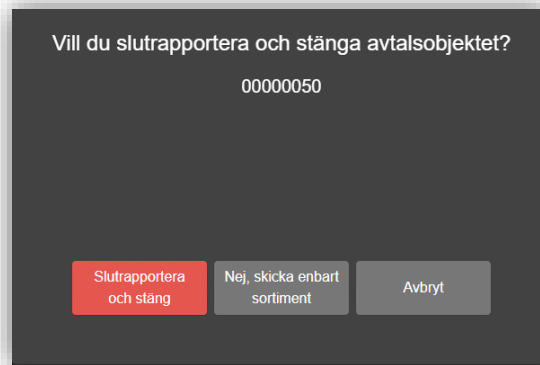 Vill du slutrapportera och stänga avtalsobjektet?
00000050
Slutrapportera
och stäng
Nej, skicka enbart
sortiment
Avbryt